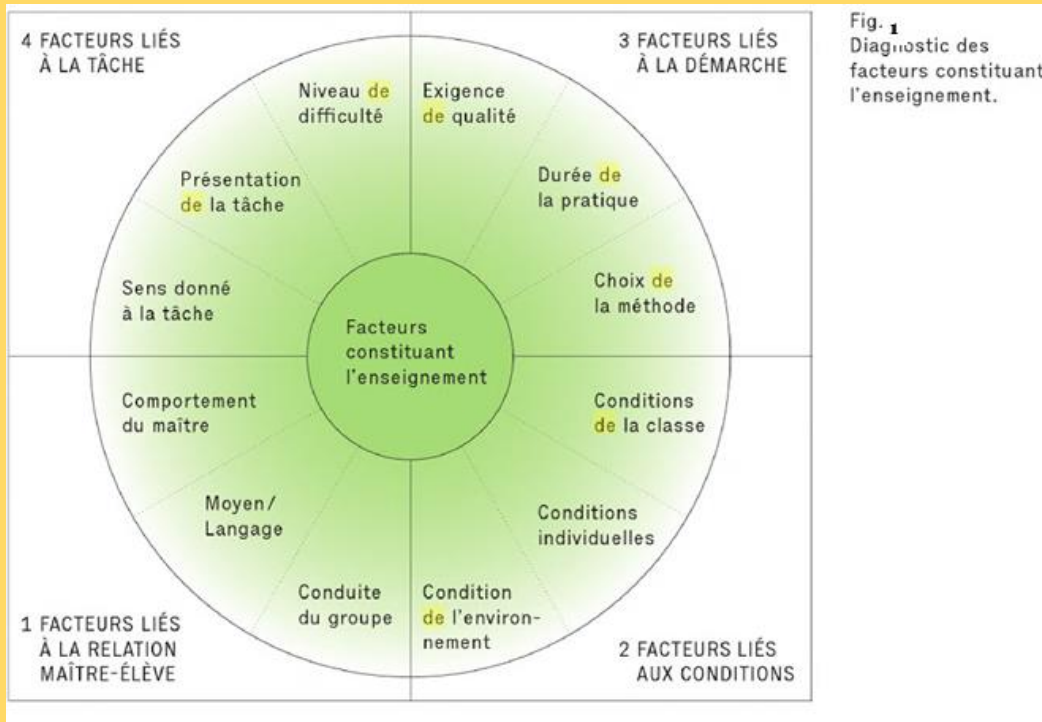 4 FACTEURS LIÉS
À LA TÂCHE
3 FACTEURS LIÉS
À LA DÉMARCHE
Fig. 1
Diagnostic des
facteurs constituant
l'enseignement.
Niveau de
difficulté
Exigence
de qualité
Présentation
de la tâche
Durée de
la pratique
Sens donné
à la tâche
Choix de
la méthode
Facteurs
constituant
l'enseignement
Comportement
du maître
Conditions
de la classe
Moyen/
Langage
Conditions
individuelles
Conduite
du groupe
Condition
de l'environ-
nement
1 FACTEURS LIÉS
À LA RELATION
MAÎTRE-ÉLÈVE
2 FACTEURS LIÉS
AUX CONDITIONS